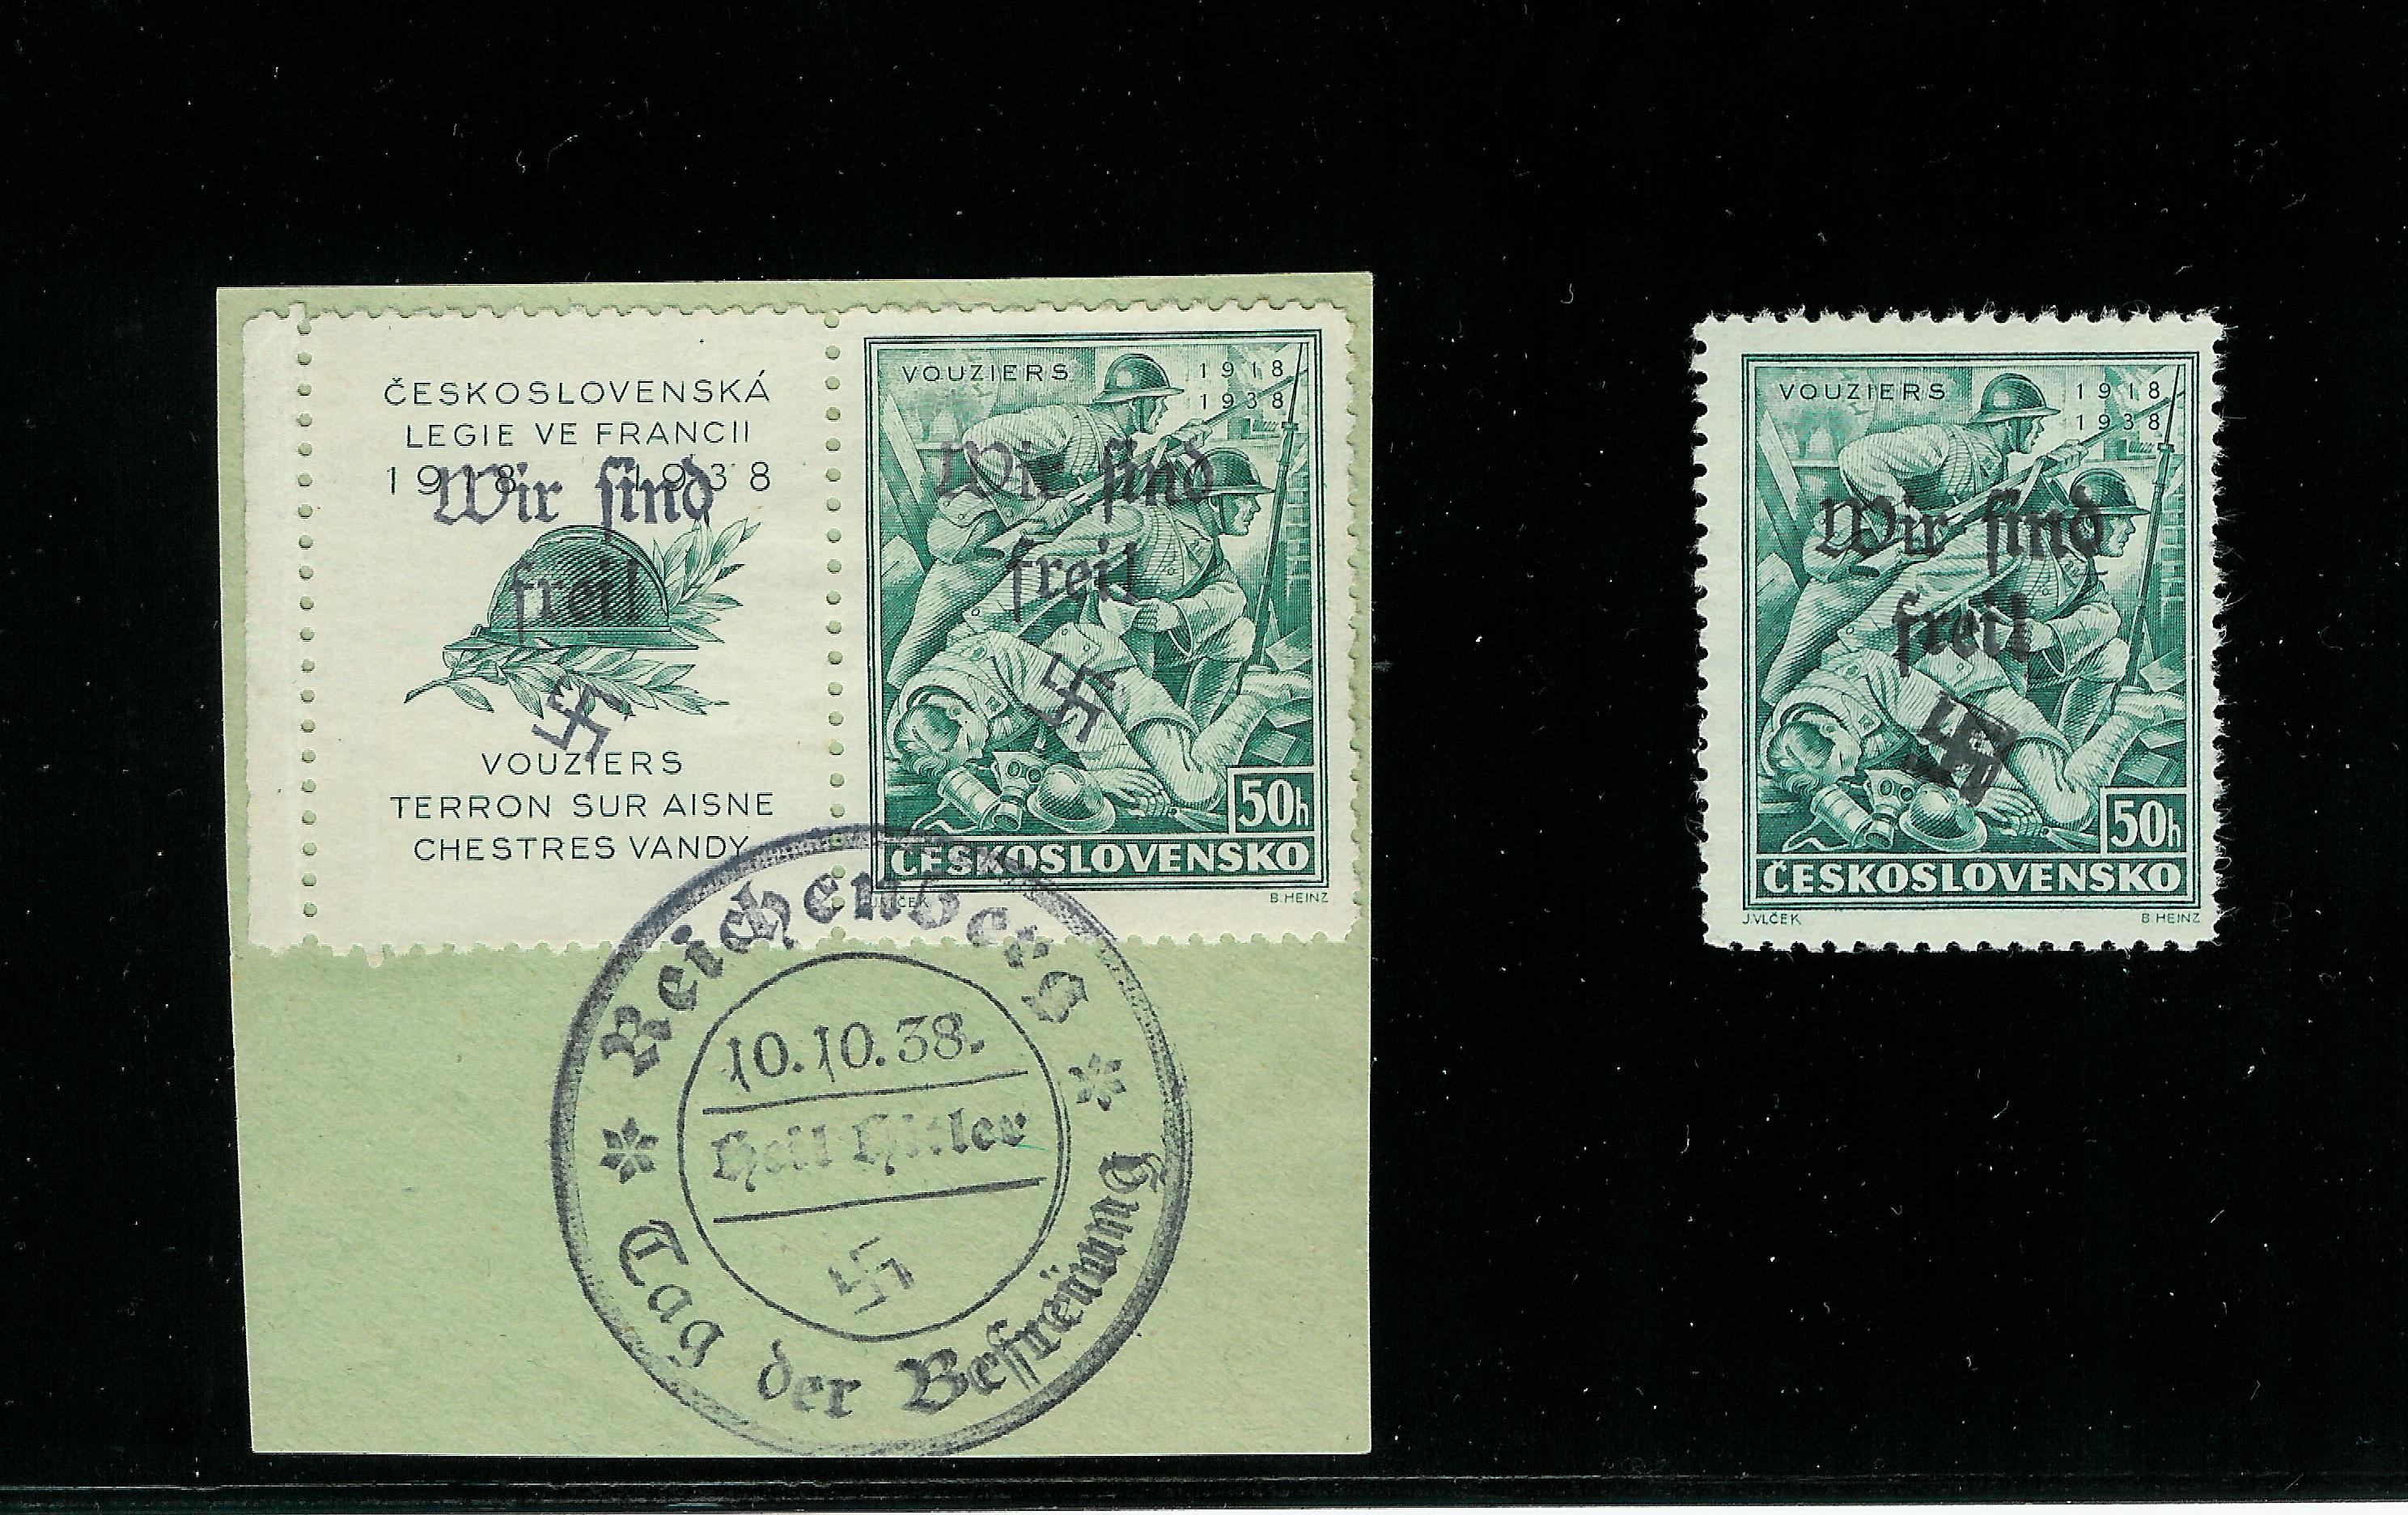 ČESKOSLOVENSKÁ
LEGIE VE FRANCII
1918 1938
Wir sind
frei!
VOUZIERS
TERRON SUR AISNE
CHESTRES VANDY
VOUZIERS 1918
1938
Wir sind
frei!
50h
ČESKOSLOVENSKO
J.VLČEK B.HEINZ
Reichenberg
10.10.38.
Heil Hitler
Tag der Befreiung
VOUZIERS 1918
1938
Wir sind
frei!
50h
ČESKOSLOVENSKO
J.VLČEK B.HEINZ